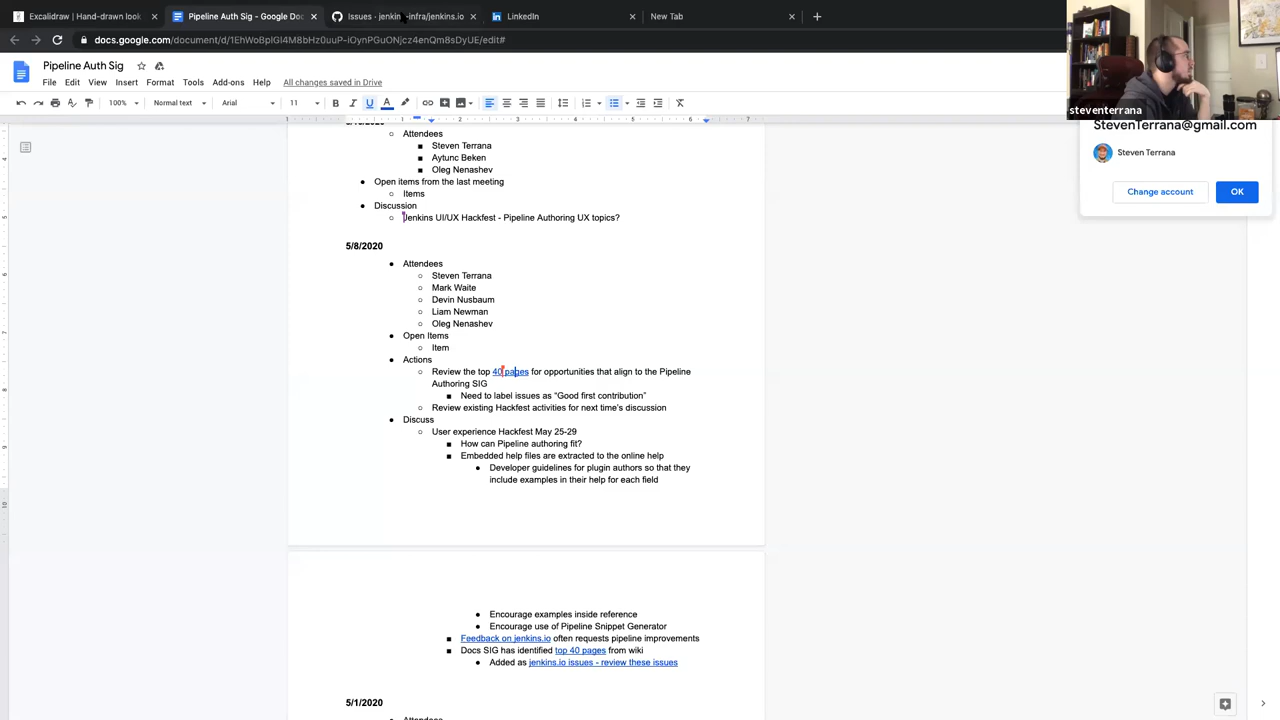 Excalidraw | Hand-drawn look
Pipeline Auth Sig - Google Doc
Issues · jenkins-infra/jenkins.io
LinkedIn
New Tab
docs.google.com/document/d/1EhWoBplGl4M8bHz0uuP-iOynPGuONjcz4enQm8sDyUE/edit#
steventerrana
StevenTerrana@gmail.com
Steven Terrana
Change account
OK
Pipeline Auth Sig
File Edit View Insert Format Tools Add-ons Help All changes saved in Drive
100% Normal text Arial 11
1 1 2 3 4 5 6 7
Attendees
Steven Terrana
Aytunc Beken
Oleg Nenashev
Open items from the last meeting
Items
Discussion
Jenkins UI/UX Hackfest - Pipeline Authoring UX topics?
5/8/2020
Attendees
Steven Terrana
Mark Waite
Devin Nusbaum
Liam Newman
Oleg Nenashev
Open Items
Item
Actions
Review the top 40 pages for opportunities that align to the Pipeline
Authoring SIG
Need to label issues as “Good first contribution”
Review existing Hackfest activities for next time's discussion
Discuss
User experience Hackfest May 25-29
How can Pipeline authoring fit?
Embedded help files are extracted to the online help
Developer guidelines for plugin authors so that they
include examples in their help for each field
Encourage examples inside reference
Encourage use of Pipeline Snippet Generator
Feedback on jenkins.io often requests pipeline improvements
Docs SIG has identified top 40 pages from wiki
Added as jenkins.io issues - review these issues
5/1/2020
Attendees